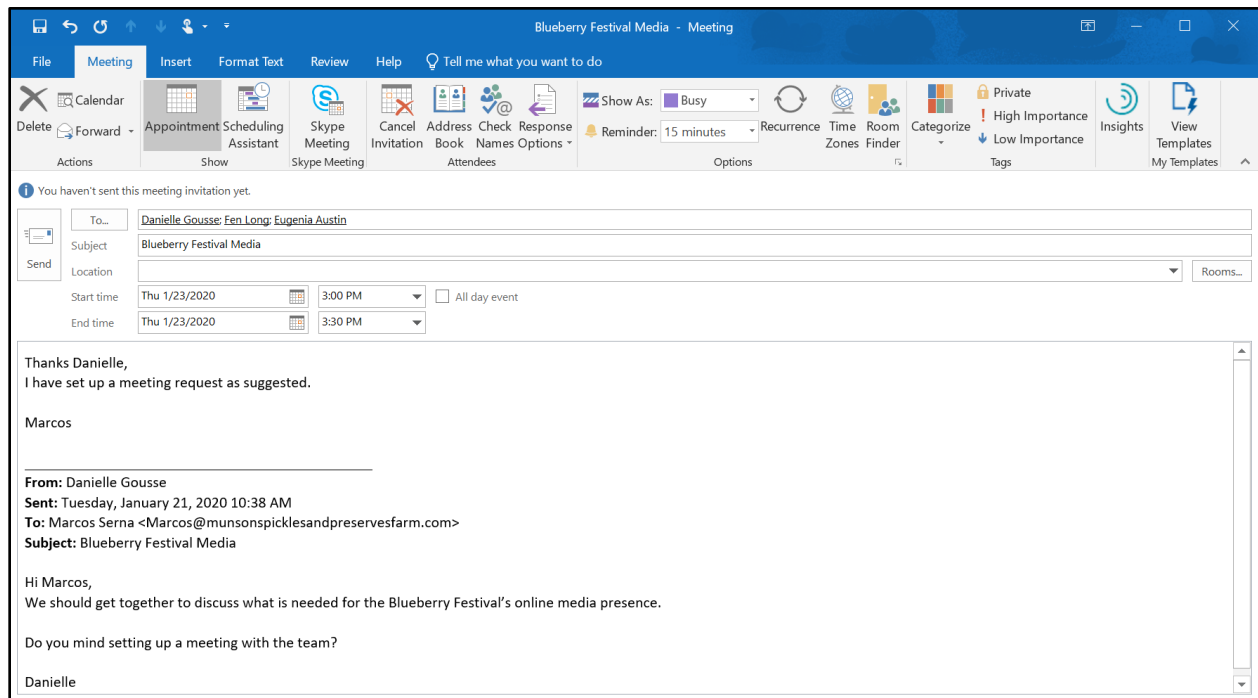 Blueberry Festival Media - Meeting
File Meeting Insert Format Text Review Help Tell me what you want to do
Delete
Calendar
Forward
Actions
Appointment
Scheduling
Assistant
Show
Skype
Meeting
Skype Meeting
Cancel
Invitation
Address
Book
Check
Names
Response
Options
Attendees
Show As: Busy
Reminder: 15 minutes
Recurrence
Time
Zones
Room
Finder
Options
Categorize
Private
High Importance
Low Importance
Tags
Insights
View
Templates
My Templates
You haven't sent this meeting invitation yet.
Send
To... Danielle Gousse; Fen Long; Eugenia Austin
Subject Blueberry Festival Media
Location Rooms...
Start time Thu 1/23/2020 3:00 PM All day event
End time Thu 1/23/2020 3:30 PM
Thanks Danielle,
I have set up a meeting request as suggested.
Marcos
From: Danielle Gousse
Sent: Tuesday, January 21, 2020 10:38 AM
To: Marcos Serna <Marcos@munsonspicklesandpreservesfarm.com>
Subject: Blueberry Festival Media
Hi Marcos,
We should get together to discuss what is needed for the Blueberry Festival’s online media presence.
Do you mind setting up a meeting with the team?
Danielle